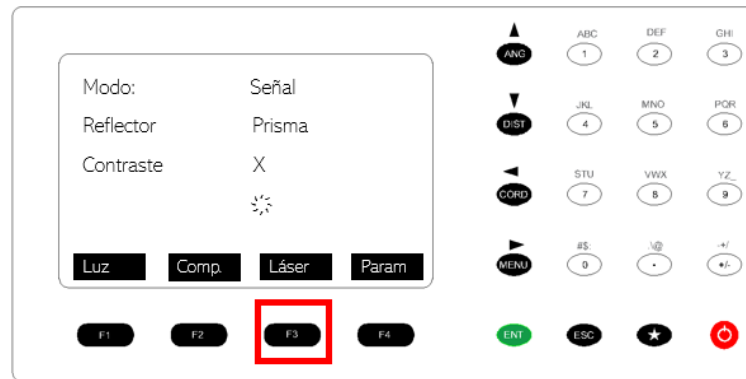 ABC DEF GHI
ANG 1 2 3
Modo: Señal
JKL MNO PQR
Reflector Prisma
DIST 4 5 6
Contraste X
STU VWX YZ_
CORD 7 8 9
#$: .\@ -+/
Luz Comp. Láser Param
MENU 0 . +/-
F1 F2 F3 F4
ENT ESC